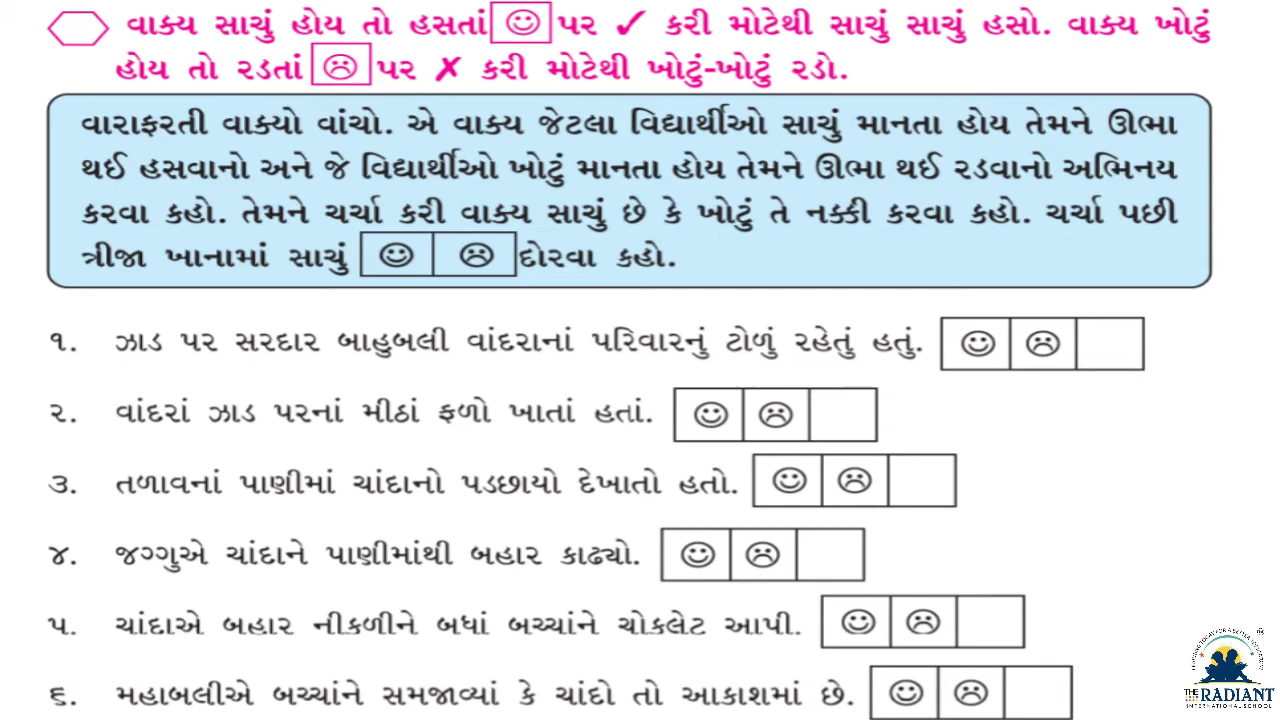 વાક્ય સાચું હોય તો હસતાં ☺ પર ✓ કરી મોટેથી સાચું સાચું હસો. વાક્ય ખોટું
હોય તો રડતાં ☹ પર ✗ કરી મોટેથી ખોટું-ખોટું રડો.
વારાફરતી વાક્યો વાંચો. એ વાક્ય જેટલા વિદ્યાર્થીઓ સાચું માનતા હોય તેમને ઊભા
થઈ હસવાનો અને જે વિદ્યાર્થીઓ ખોટું માનતા હોય તેમને ઊભા થઈ રડવાનો અભિનય
કરવા કહો. તેમને ચર્ચા કરી વાક્ય સાચું છે કે ખોટું તે નક્કી કરવા કહો. ચર્ચા પછી
ત્રીજા ખાનામાં સાચું ☺ ☹ દોરવા કહો.
૧. ઝાડ પર સરદાર બાહુબલી વાંદરાનાં પરિવારનું ટોળું રહેતું હતું. ☺ ☹
૨. વાંદરાં ઝાડ પરનાં મીઠાં ફળો ખાતાં હતાં. ☺ ☹
૩. તળાવનાં પાણીમાં ચાંદાનો પડછાયો દેખાતો હતો. ☺ ☹
૪. જગ્ગુએ ચાંદાને પાણીમાંથી બહાર કાઢ્યો. ☺ ☹
૫. ચાંદાએ બહાર નીકળીને બધાં બચ્ચાંને ચોકલેટ આપી. ☺ ☹
૬. મહાબલીએ બચ્ચાંને સમજાવ્યાં કે ચાંદો તો આકાશમાં છે. ☺ ☹
THE RADIANT
INTERNATIONAL SCHOOL